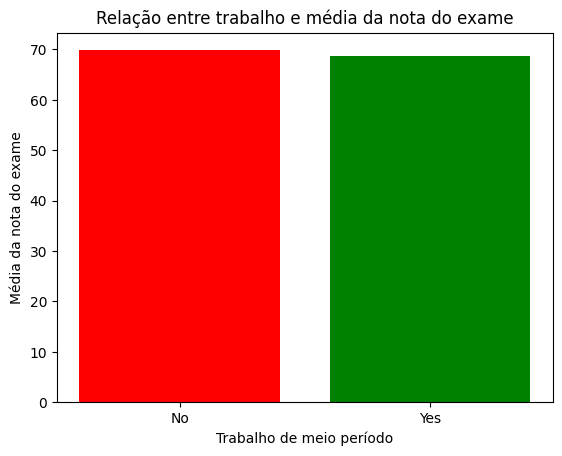 Relação entre trabalho e média da nota do exame
Média da nota do exame
70
60
50
40
30
20
10
0
No
Yes
Trabalho de meio período